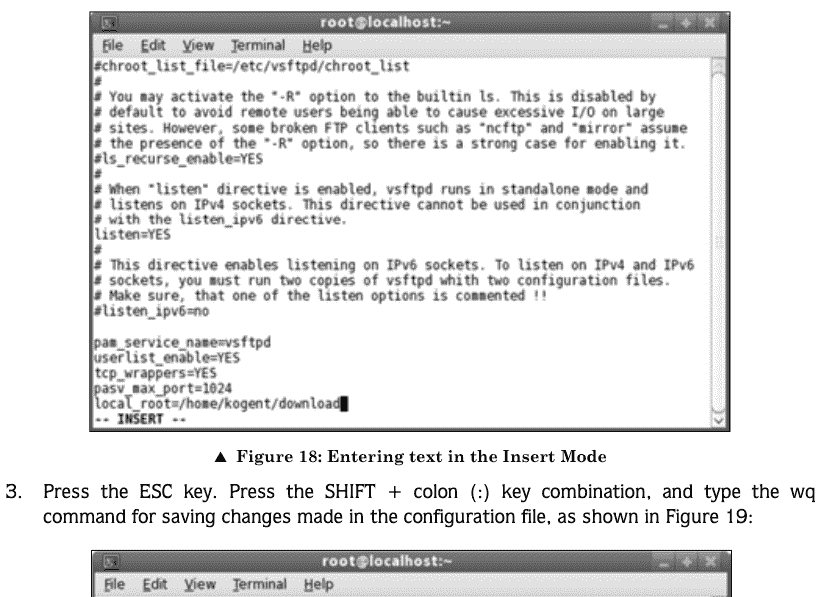 root@localhost:~
File Edit View Terminal Help
#chroot_list_file=/etc/vsftpd/chroot_list
#
# You may activate the "-R" option to the builtin ls. This is disabled by
# default to avoid remote users being able to cause excessive I/O on large
# sites. However, some broken FTP clients such as "ncftp" and "mirror" assume
# the presence of the "-R" option, so there is a strong case for enabling it.
#ls_recurse_enable=YES
#
# When "listen" directive is enabled, vsftpd runs in standalone mode and
# listens on IPv4 sockets. This directive cannot be used in conjunction
# with the listen_ipv6 directive.
listen=YES
#
# This directive enables listening on IPv6 sockets. To listen on IPv4 and IPv6
# sockets, you must run two copies of vsftpd whith two configuration files.
# Make sure, that one of the listen options is commented !!
#listen_ipv6=no
pam_service_name=vsftpd
userlist_enable=YES
tcp_wrappers=YES
pasv_max_port=1024
local_root=/home/kogent/download
-- INSERT --
▲ Figure 18: Entering text in the Insert Mode
3. Press the ESC key. Press the SHIFT + colon (:) key combination, and type the wq
command for saving changes made in the configuration file, as shown in Figure 19:
root@localhost:~
File Edit View Terminal Help